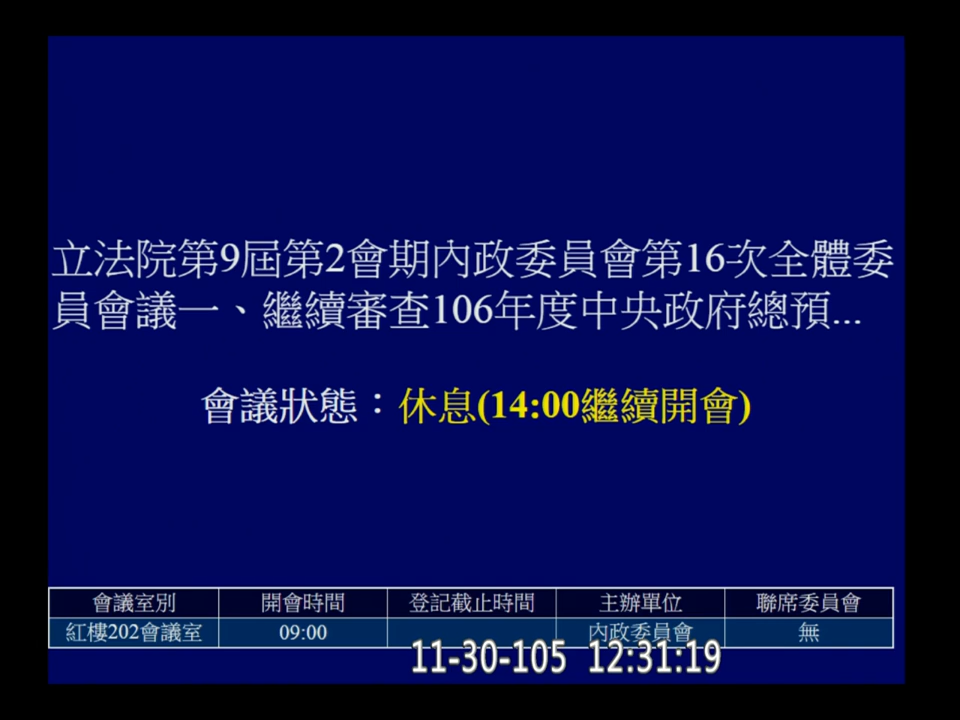 立法院第9屆第2會期內政委員會第16次全體委
員會議一、繼續審查106年度中央政府總預...
會議狀態：休息(14:00繼續開會)
會議室別 開會時間 登記截止時間 主辦單位 聯席委員會
紅樓202會議室 09:00 內政委員會 無
11-30-105 12:31:19